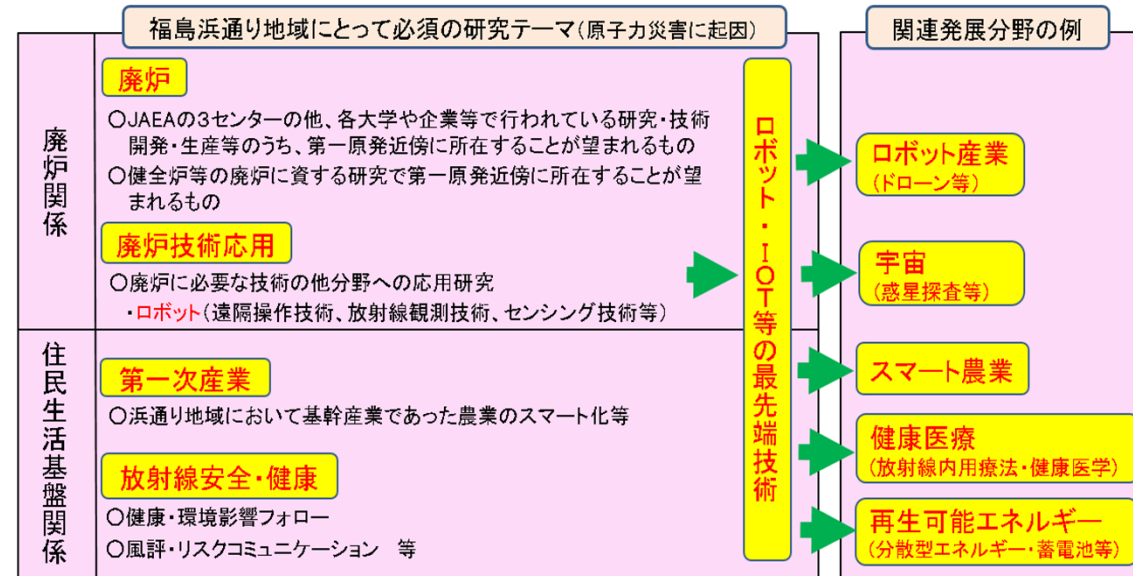 福島浜通り地域にとって必須の研究テーマ(原子力災害に起因)
関連発展分野の例
廃炉関係
廃炉
〇JAEAの3センターの他、各大学や企業等で行われている研究・技術
開発・生産等のうち、第一原発近傍に所在することが望まれるもの
〇健全炉等の廃炉に資する研究で第一原発近傍に所在することが望
まれるもの
廃炉技術応用
〇廃炉に必要な技術の他分野への応用研究
・ロボット(遠隔操作技術、放射線観測技術、センシング技術等)
住民生活基盤関係
第一次産業
〇浜通り地域において基幹産業であった農業のスマート化等
放射線安全・健康
〇健康・環境影響フォロー
〇風評・リスクコミュニケーション 等
ロボット・IOT等の最先端技術
ロボット産業
(ドローン等)
宇宙
(惑星探査等)
スマート農業
健康医療
(放射線内用療法・健康医学)
再生可能エネルギー
(分散型エネルギー・蓄電池等)